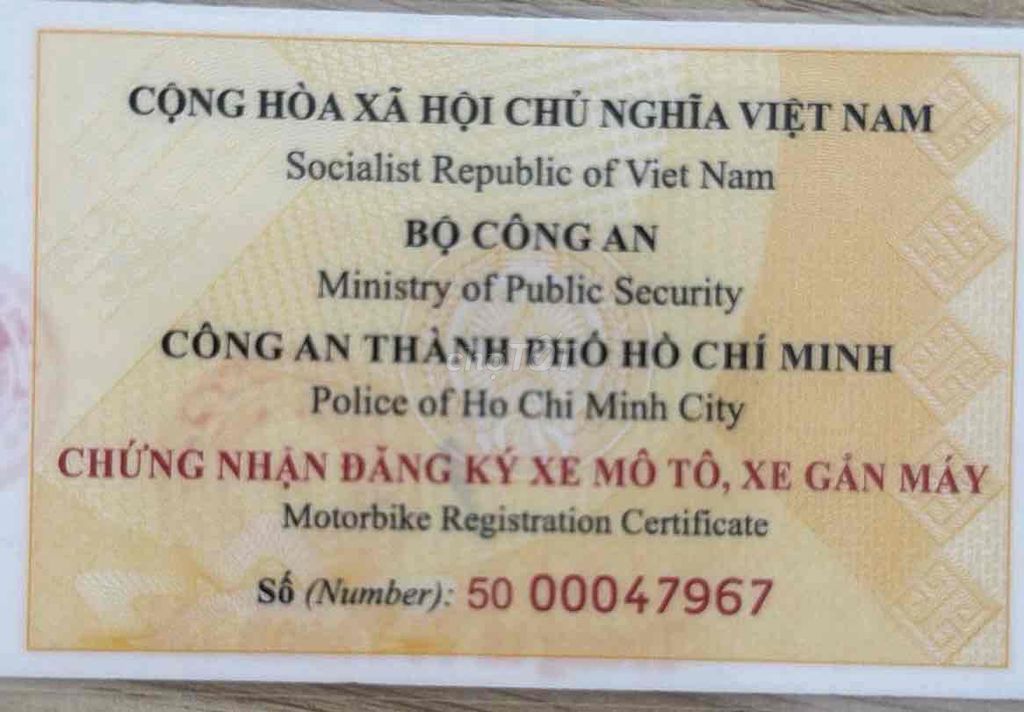 CỘNG HÒA XÃ HỘI CHỦ NGHĨA VIỆT NAM
Socialist Republic of Viet Nam
BỘ CÔNG AN
Ministry of Public Security
CÔNG AN THÀNH PHỐ HỒ CHÍ MINH
chợTỐT
Police of Ho Chi Minh City
CHỨNG NHẬN ĐĂNG KÝ XE MÔ TÔ, XE GẮN MÁY
Motorbike Registration Certificate
Số (Number): 50 00047967